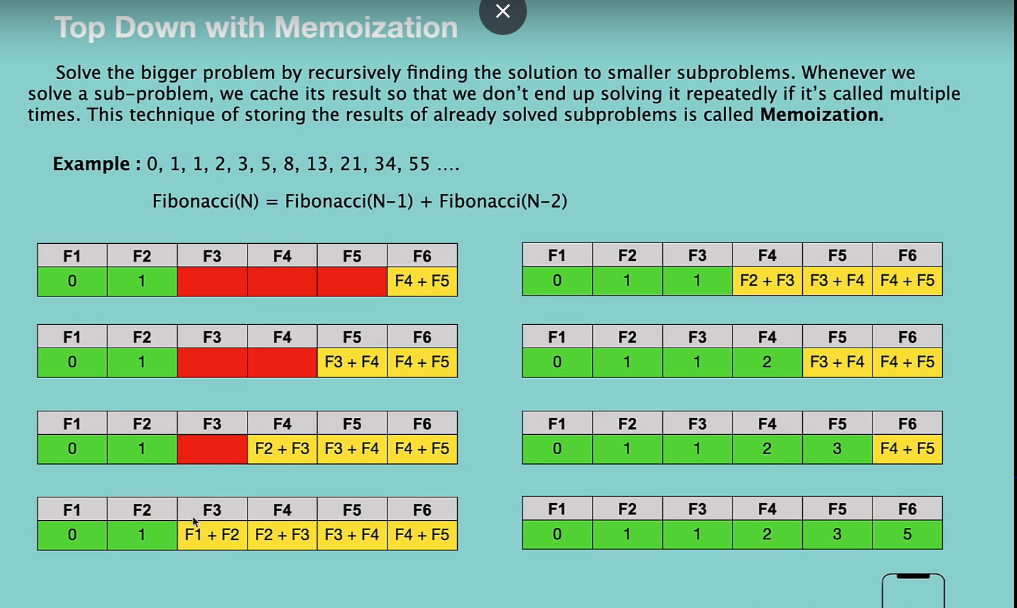 Top Down with Memoization
Solve the bigger problem by recursively finding the solution to smaller subproblems. Whenever we
solve a sub-problem, we cache its result so that we don’t end up solving it repeatedly if it’s called multiple
times. This technique of storing the results of already solved subproblems is called Memoization.
Example : 0, 1, 1, 2, 3, 5, 8, 13, 21, 34, 55 ....
Fibonacci(N) = Fibonacci(N-1) + Fibonacci(N-2)
F1 F2 F3 F4 F5 F6
0 1 F4 + F5
F1 F2 F3 F4 F5 F6
0 1 F3 + F4 F4 + F5
F1 F2 F3 F4 F5 F6
0 1 F2 + F3 F3 + F4 F4 + F5
F1 F2 F3 F4 F5 F6
0 1 F1 + F2 F2 + F3 F3 + F4 F4 + F5
F1 F2 F3 F4 F5 F6
0 1 1 F2 + F3 F3 + F4 F4 + F5
F1 F2 F3 F4 F5 F6
0 1 1 2 F3 + F4 F4 + F5
F1 F2 F3 F4 F5 F6
0 1 1 2 3 F4 + F5
F1 F2 F3 F4 F5 F6
0 1 1 2 3 5